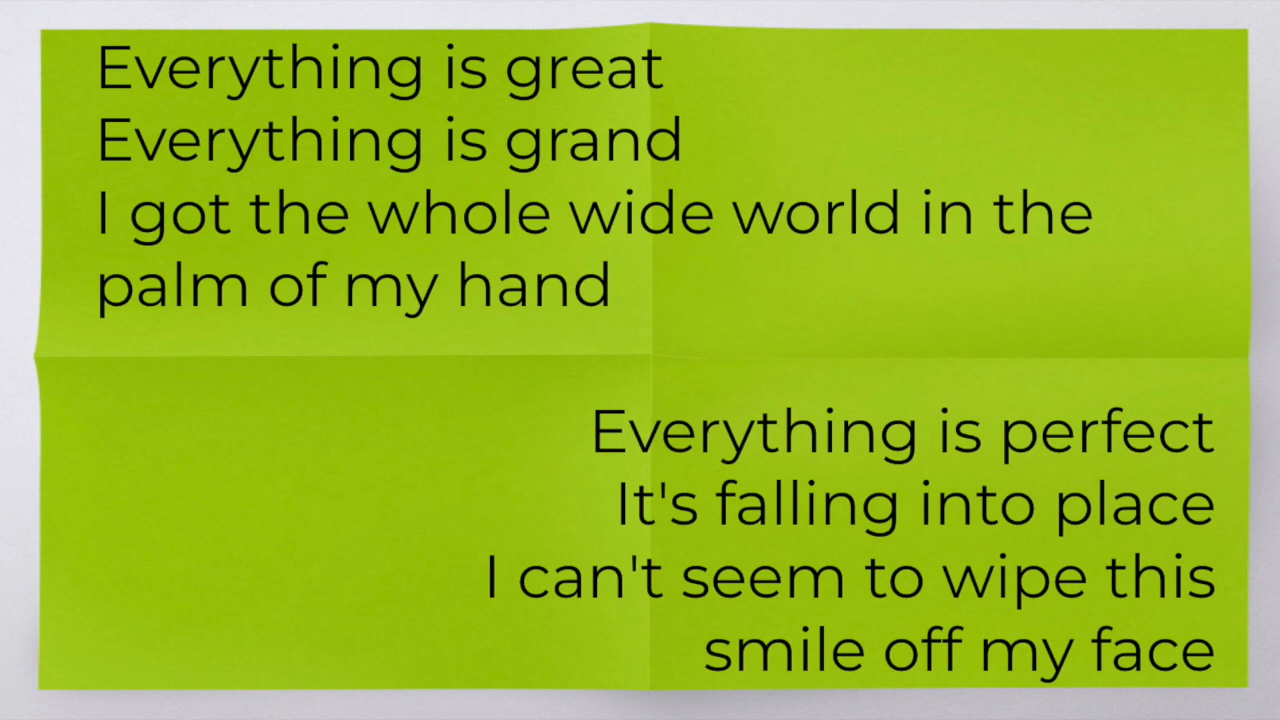 Everything is great
Everything is grand
I got the whole wide world in the
palm of my hand
Everything is perfect
It's falling into place
I can't seem to wipe this
smile off my face